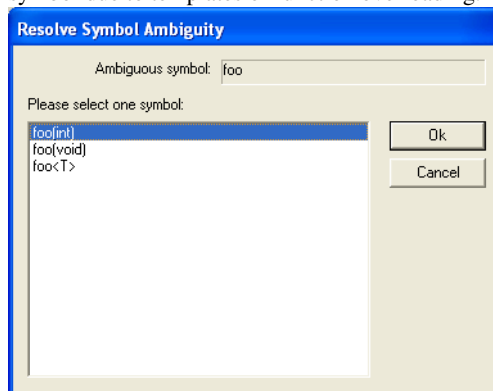 Resolve Symbol Ambiguity
Ambiguous symbol: foo
Please select one symbol:
foo(int)
foo(void)
foo<T>
Ok
Cancel